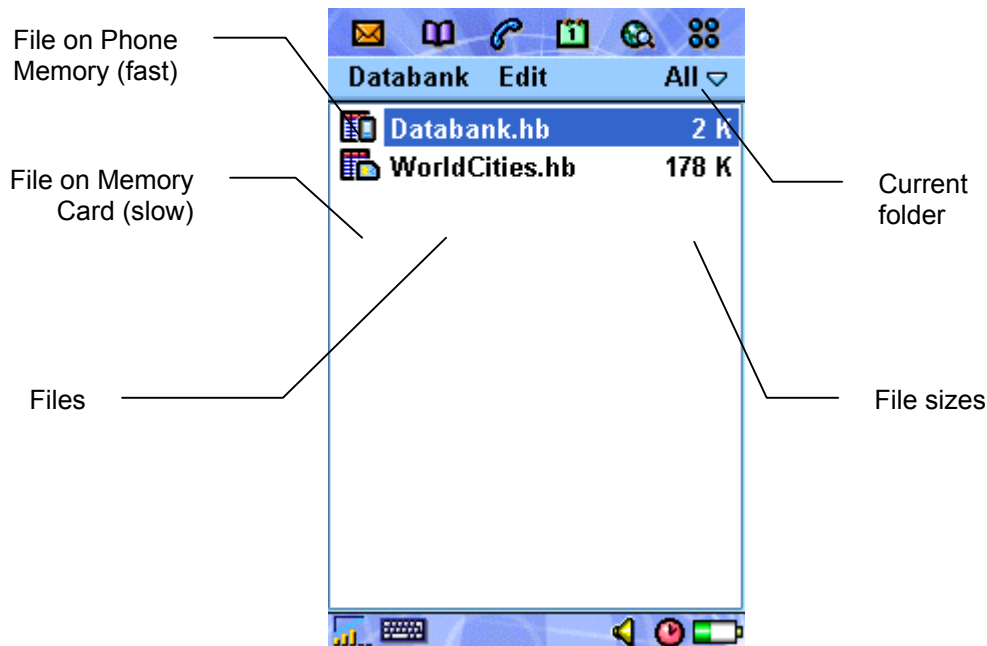 File on Phone
Memory (fast)
1
Databank Edit All
Databank.hb 2 K
WorldCities.hb 178 K
File on Memory
Card (slow)
Current
folder
Files
File sizes